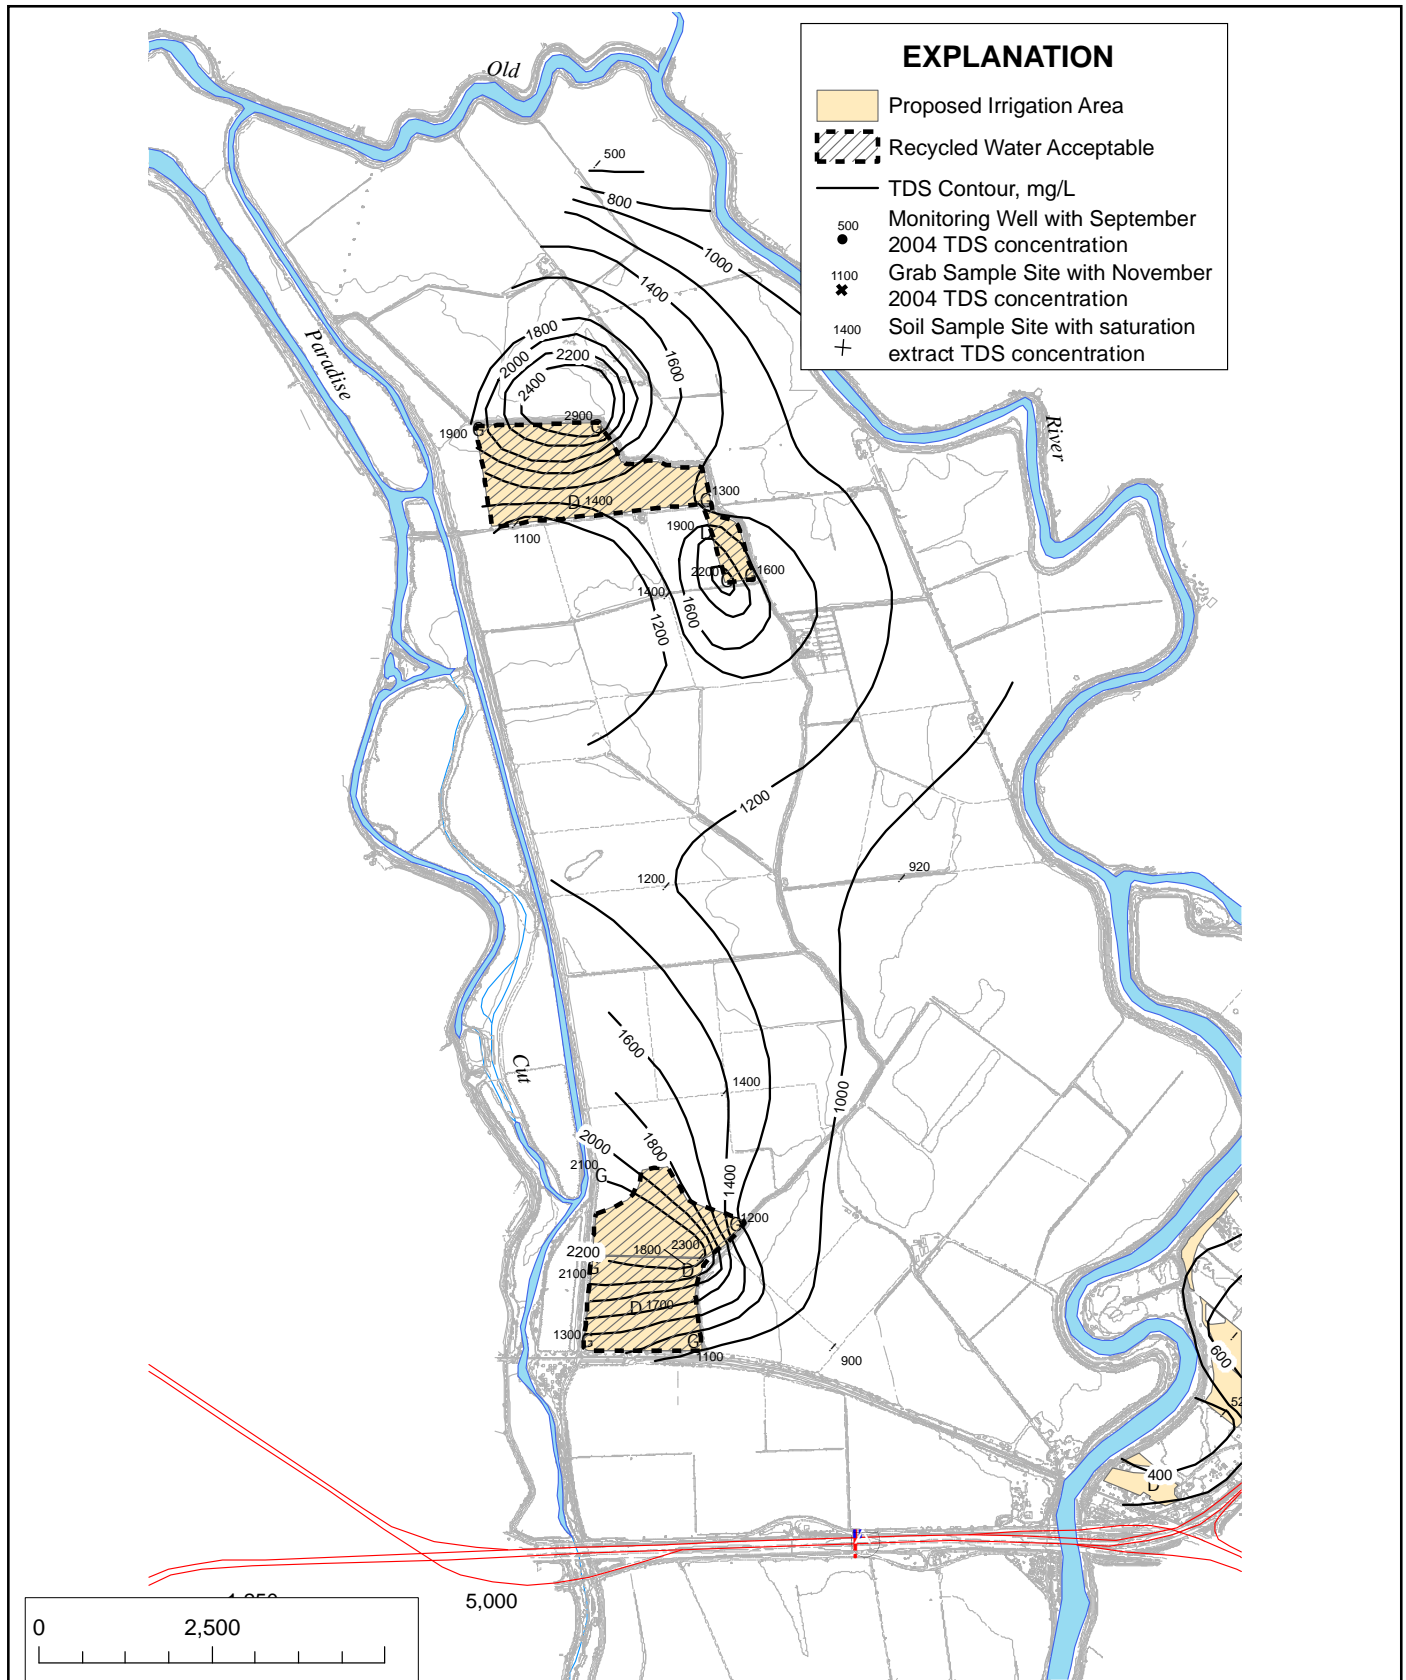 EXPLANATION
Proposed Irrigation Area
Recycled Water Acceptable
TDS Contour, mg/L
500
Monitoring Well with September
2004 TDS concentration
1100
Grab Sample Site with November
2004 TDS concentration
1400
Soil Sample Site with saturation
extract TDS concentration
Old
500
800
1000
1400
1800
2000
2200
2400
1600
Paradise
River
2900
1900
G
G
1300
G
D
1400
1900
D
1100
2200
G
G
1600
1400
1600
1200
1200
920
1200
1600
Cut
1400
1000
2000
1800
2100
G
1400
1200
G
2200
1800
2300
2100
G
D
D
1700
1300
G
G
1100
900
600
52
400
D
5,000
0
2,500